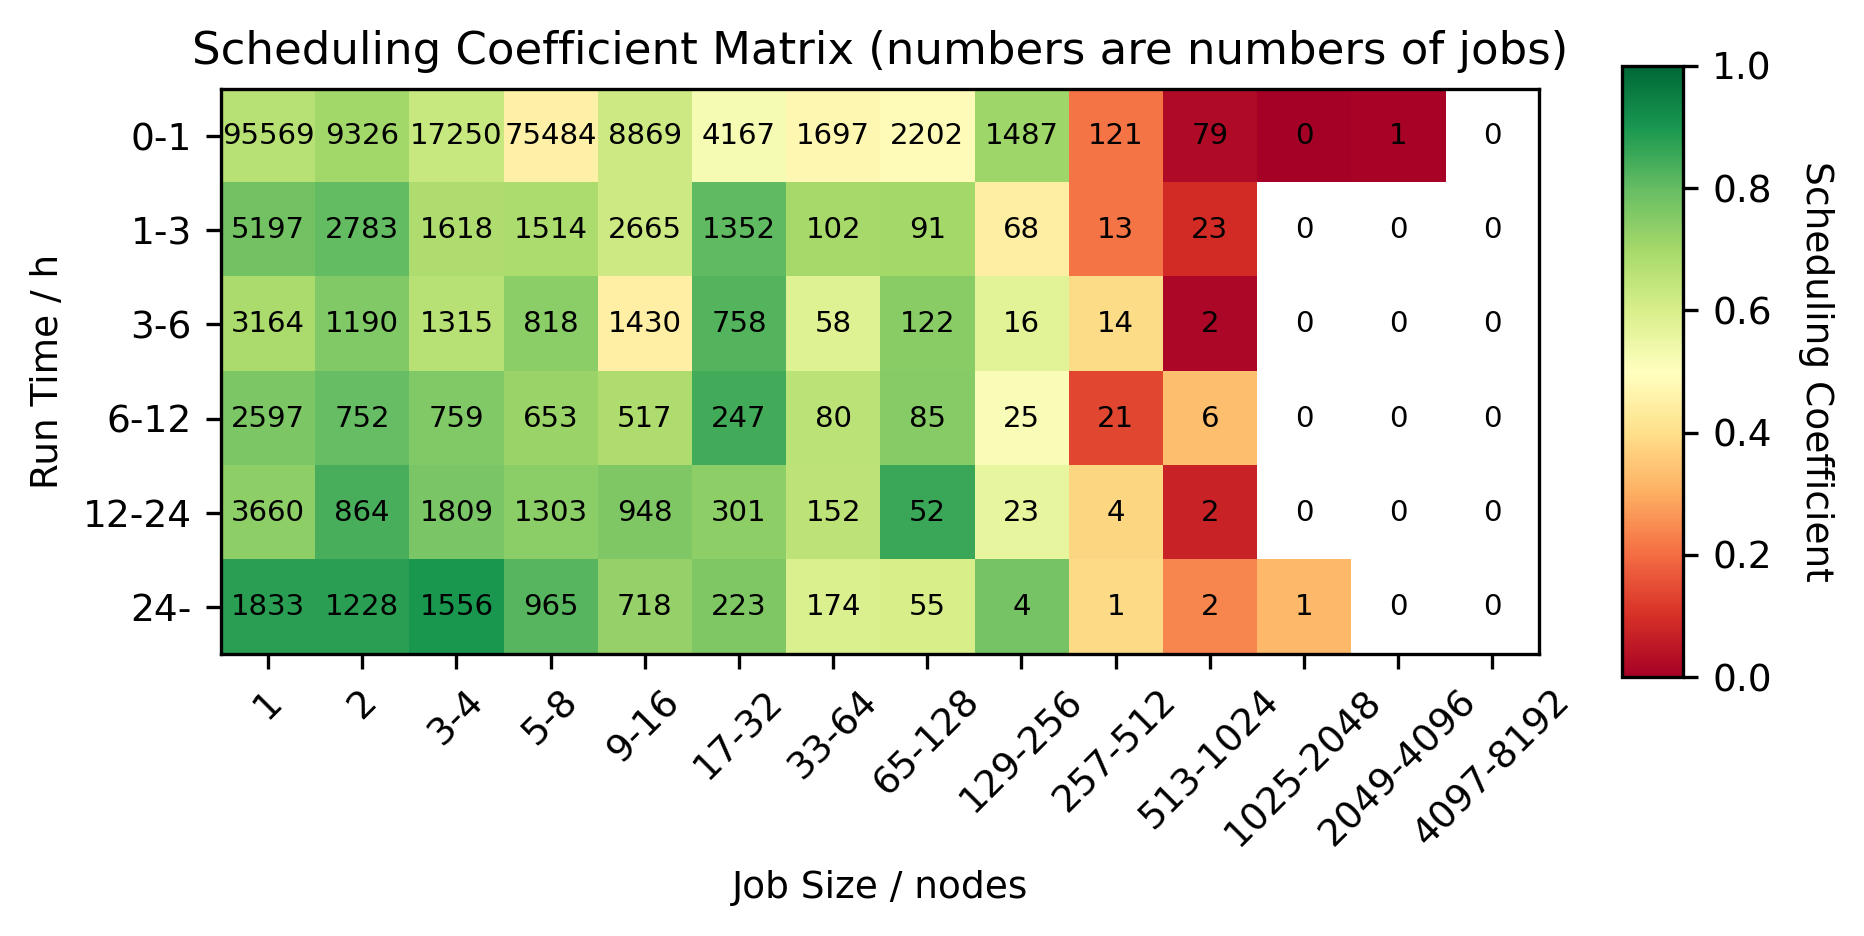 Scheduling Coefficient Matrix (numbers are numbers of jobs)
0-1 95569 9326 17250 75484 8869 4167 1697 2202 1487 121 79 0 1 0
1-3 5197 2783 1618 1514 2665 1352 102 91 68 13 23 0 0 0
3-6 3164 1190 1315 818 1430 758 58 122 16 14 2 0 0 0
6-12 2597 752 759 653 517 247 80 85 25 21 6 0 0 0
12-24 3660 864 1809 1303 948 301 152 52 23 4 2 0 0 0
24- 1833 1228 1556 965 718 223 174 55 4 1 2 1 0 0
Run Time / h
1 2 3-4 5-8 9-16 17-32 33-64 65-128 129-256 257-512 513-1024 1025-2048 2049-4096 4097-8192
Job Size / nodes
1.0
0.8
0.6
0.4
0.2
0.0
Scheduling Coefficient